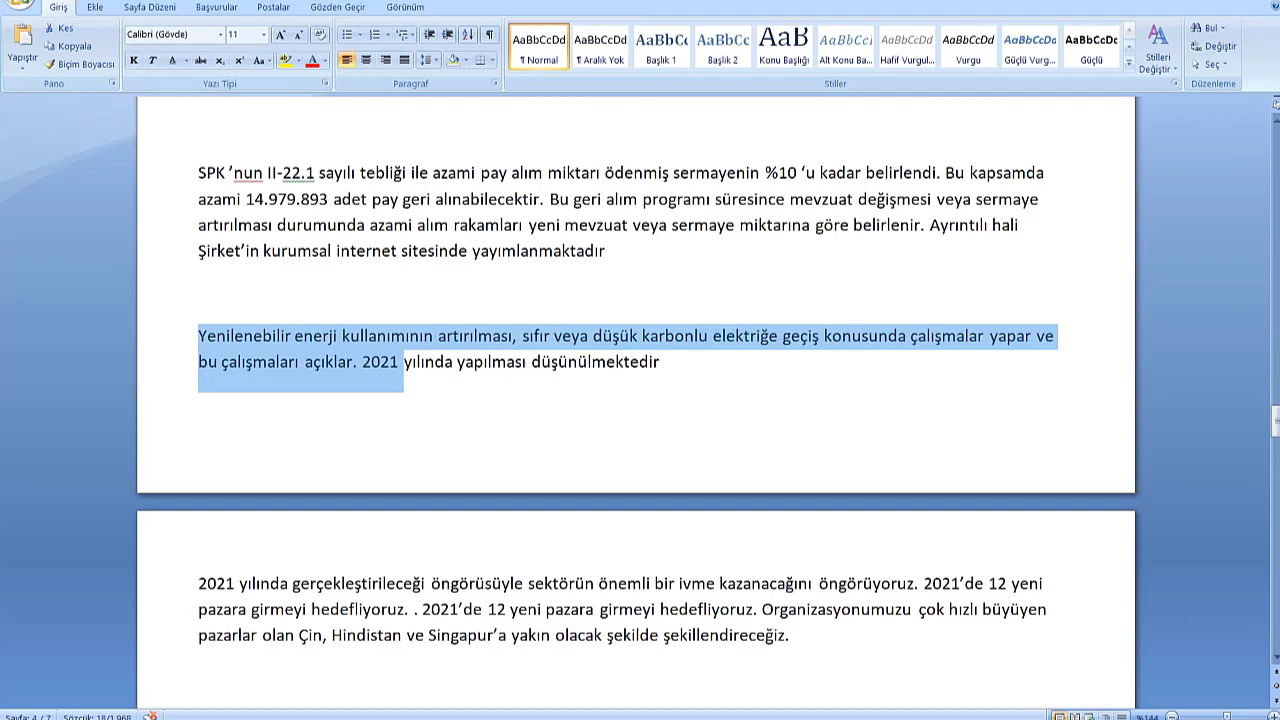 Giriş Ekle Sayfa Düzeni Başvurular Postalar Gözden Geçir Görünüm
Yapıştır
Kes
Kopyala
Biçim Boyacısı
Pano
Calibri (Gövde) 11
Yazı Tipi
Paragraf
AaBbCcDd AaBbCcDd AaBbCc AaBbCc AaB AaBbCcI AaBbCcDd AaBbCcDd AaBbCcDd AaBbCcDc
¶ Normal ¶ Aralık Yok Başlık 1 Başlık 2 Konu Başlığı Alt Konu Ba... Hafif Vurgul... Vurgu Güçlü Vurg... Güçlü
Stiller
Stilleri
Değiştir
Bul
Değiştir
Seç
Düzenleme
SPK ’nun II-22.1 sayılı tebliği ile azami pay alım miktarı ödenmiş sermayenin %10 ‘u kadar belirlendi. Bu kapsamda
azami 14.979.893 adet pay geri alınabilecektir. Bu geri alım programı süresince mevzuat değişmesi veya sermaye
artırılması durumunda azami alım rakamları yeni mevzuat veya sermaye miktarına göre belirlenir. Ayrıntılı hali
Şirket’in kurumsal internet sitesinde yayımlanmaktadır
Yenilenebilir enerji kullanımının artırılması, sıfır veya düşük karbonlu elektriğe geçiş konusunda çalışmalar yapar ve
bu çalışmaları açıklar. 2021 yılında yapılması düşünülmektedir
2021 yılında gerçekleştirileceği öngörüsüyle sektörün önemli bir ivme kazanacağını öngörüyoruz. 2021’de 12 yeni
pazara girmeyi hedefliyoruz. . 2021’de 12 yeni pazara girmeyi hedefliyoruz. Organizasyonumuzu çok hızlı büyüyen
pazarlar olan Çin, Hindistan ve Singapur’a yakın olacak şekilde şekillendireceğiz.
Sayfa: 4 / 7 Sözcük: 18/1.968 %144